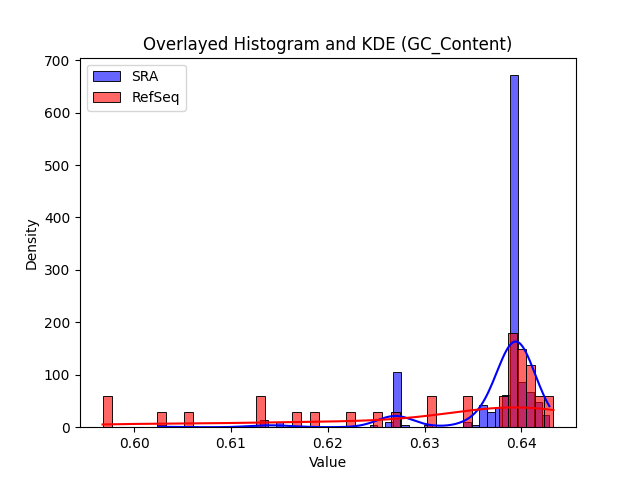 Overlayed Histogram and KDE (GC_Content)
SRA
RefSeq
700
600
500
400
300
200
100
0
Density
0.60 0.61 0.62 0.63 0.64
Value